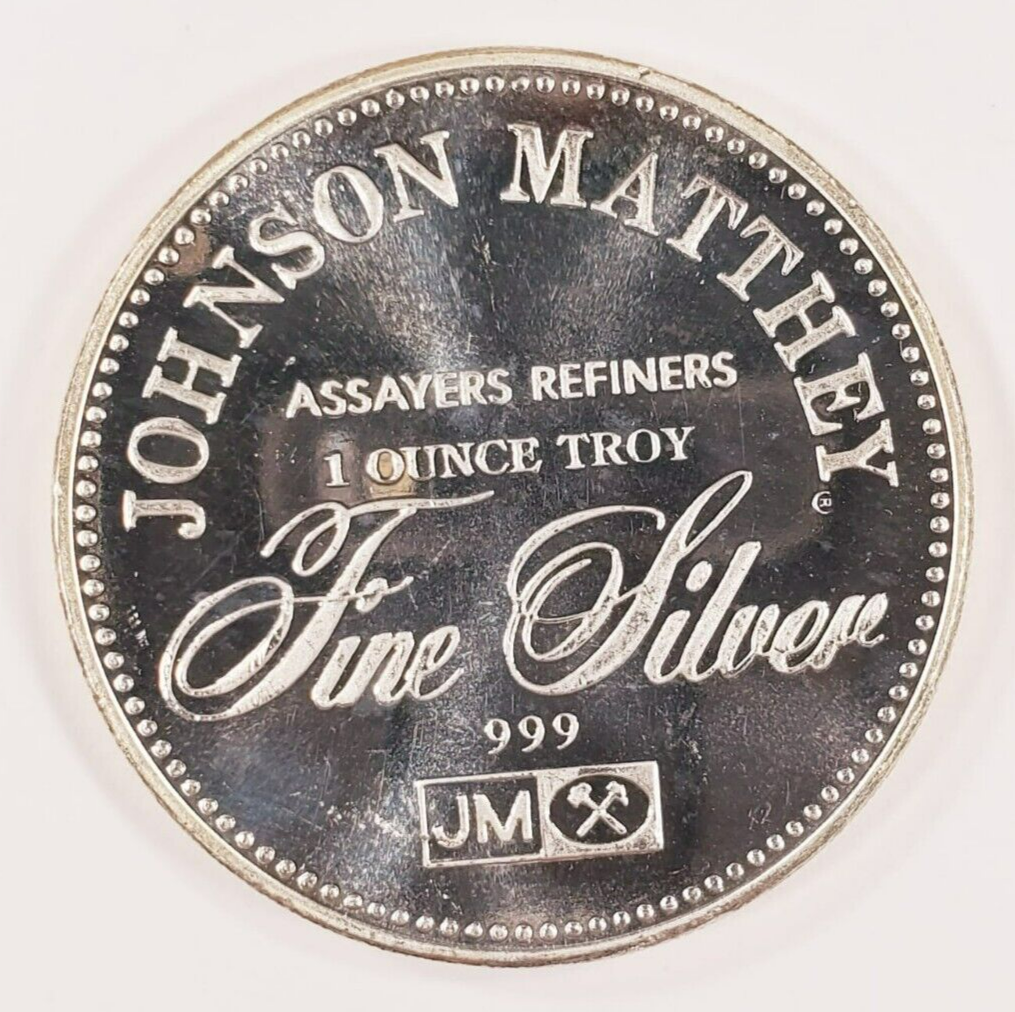 JOHNSON MATTHEY
®
ASSAYERS REFINERS
1 OUNCE TROY
Fine Silver
999
JM